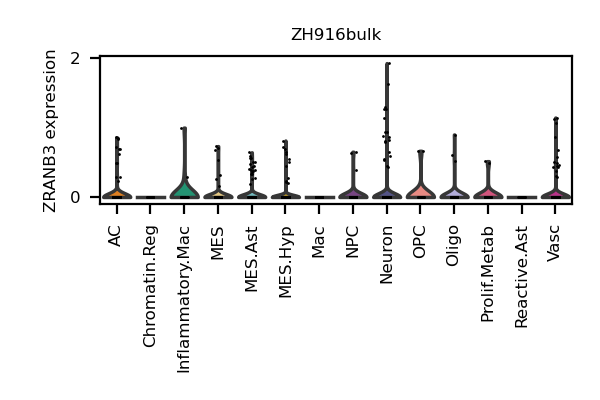 ZH916bulk
ZRANB3 expression
2
0
AC
Chromatin.Reg
Inflammatory.Mac
MES
MES.Ast
MES.Hyp
Mac
NPC
Neuron
OPC
Oligo
Prolif.Metab
Reactive.Ast
Vasc